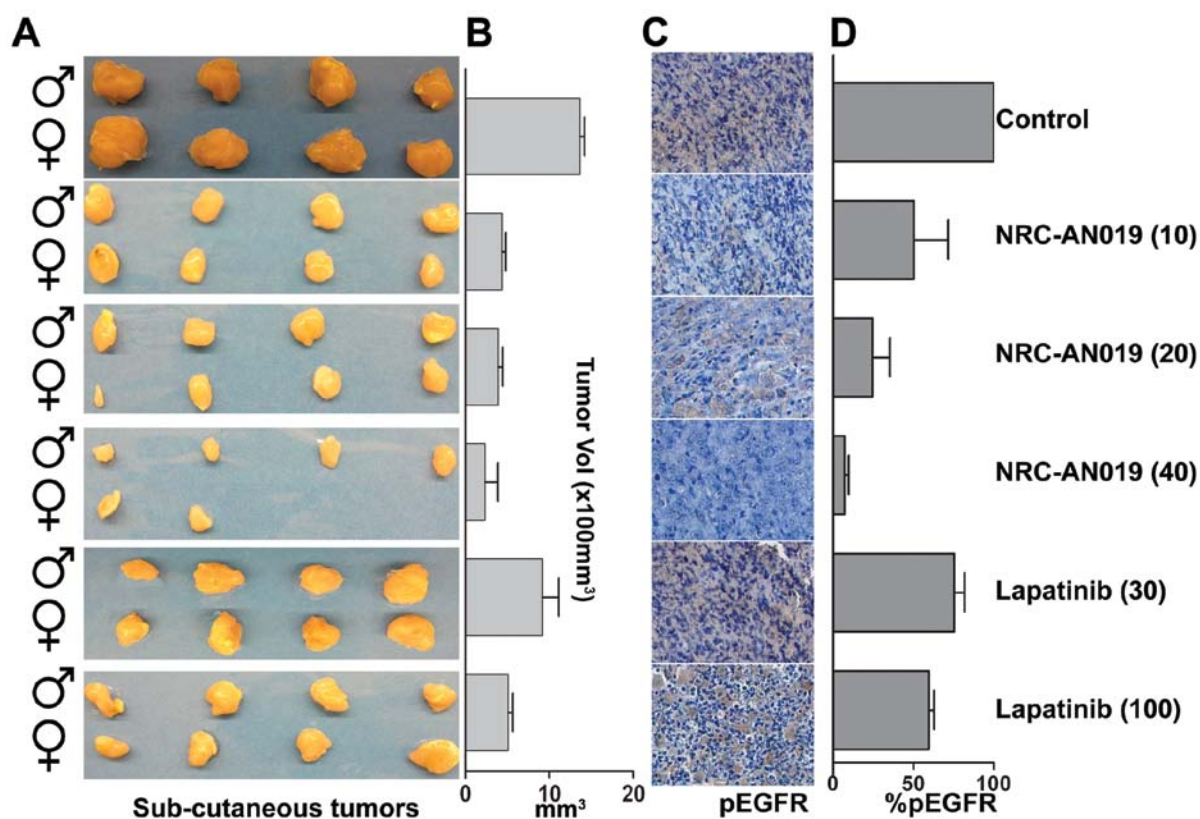 A
B
C
D
♂
♀
♂
♀
♂
♀
♂
♀
♂
♀
♂
♀
Control
NRC-AN019 (10)
NRC-AN019 (20)
NRC-AN019 (40)
Lapatinib (30)
Lapatinib (100)
Tumor Vol (x100mm³)
0 10 20
0 50 100
Sub-cutaneous tumors
mm³
pEGFR
%pEGFR